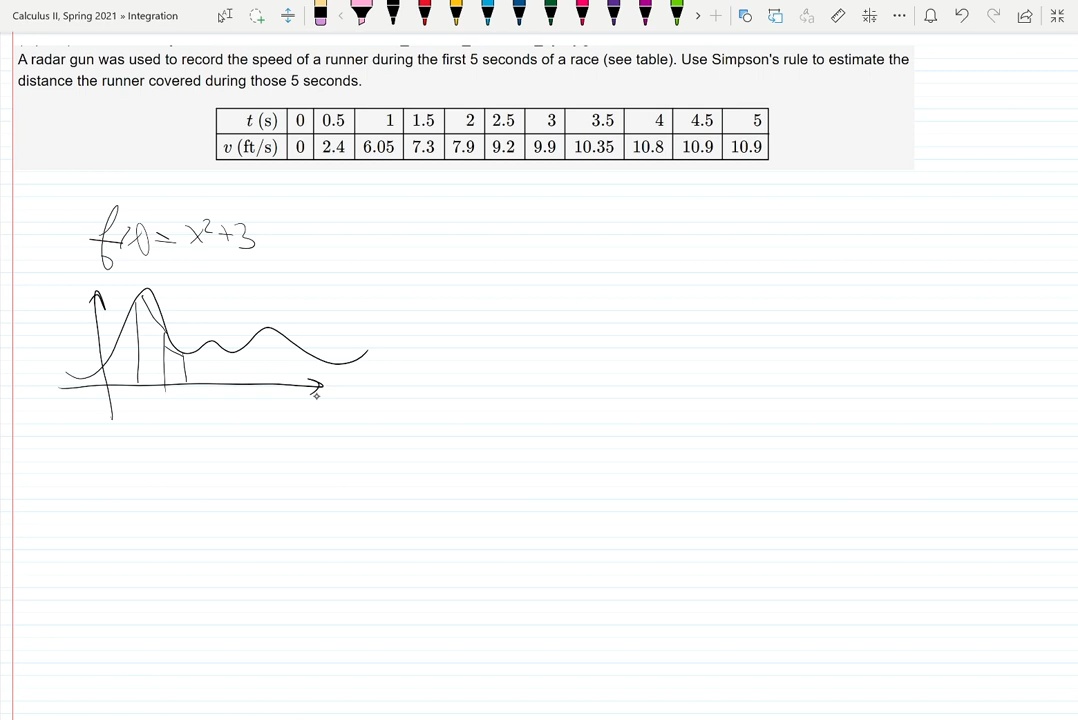 Calculus II, Spring 2021 » Integration
A radar gun was used to record the speed of a runner during the first 5 seconds of a race (see table). Use Simpson's rule to estimate the
distance the runner covered during those 5 seconds.
t (s) 0 0.5 1 1.5 2 2.5 3 3.5 4 4.5 5
v (ft/s) 0 2.4 6.05 7.3 7.9 9.2 9.9 10.35 10.8 10.9 10.9
f(x) = x²+3